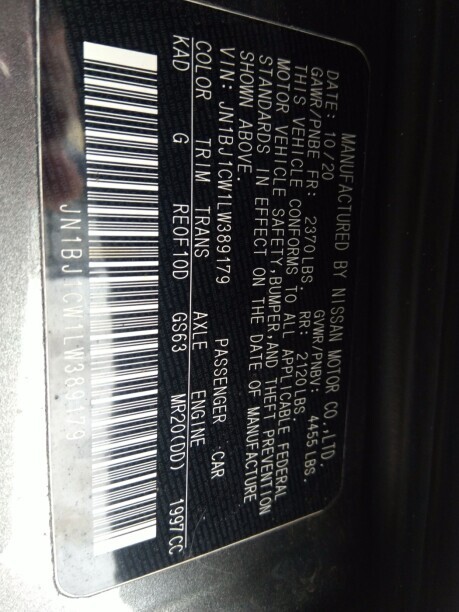 MANUFACTURED BY NISSAN MOTOR CO.,LTD.
DATE: 10/20 GVWR/PNBV: 4455LBS.
GAWR/PNBE FR: 2370LBS. RR: 2120LBS.
THIS VEHICLE CONFORMS TO ALL APPLICABLE FEDERAL
MOTOR VEHICLE SAFETY,BUMPER,AND THEFT PREVENTION
STANDARDS IN EFFECT ON THE DATE OF MANUFACTURE
SHOWN ABOVE.
VIN: JN1BJ1CW1LW389179 PASSENGER CAR
COLOR TRIM TRANS AXLE ENGINE
KAD G RE0F10D GS63 MR20(DD) 1997CC
JN1BJ1CW1LW389179